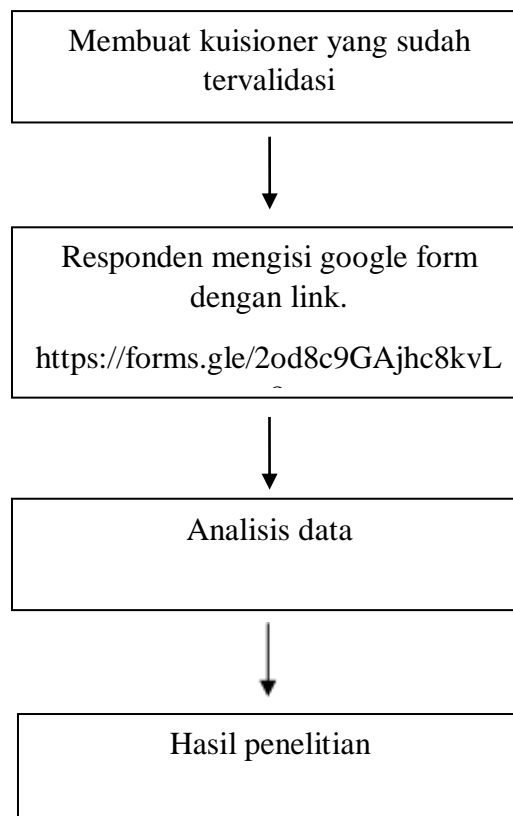 Membuat kuisioner yang sudah
tervalidasi
Responden mengisi google form
dengan link.
https://forms.gle/2od8c9GAjhc8kvL
Analisis data
Hasil penelitian